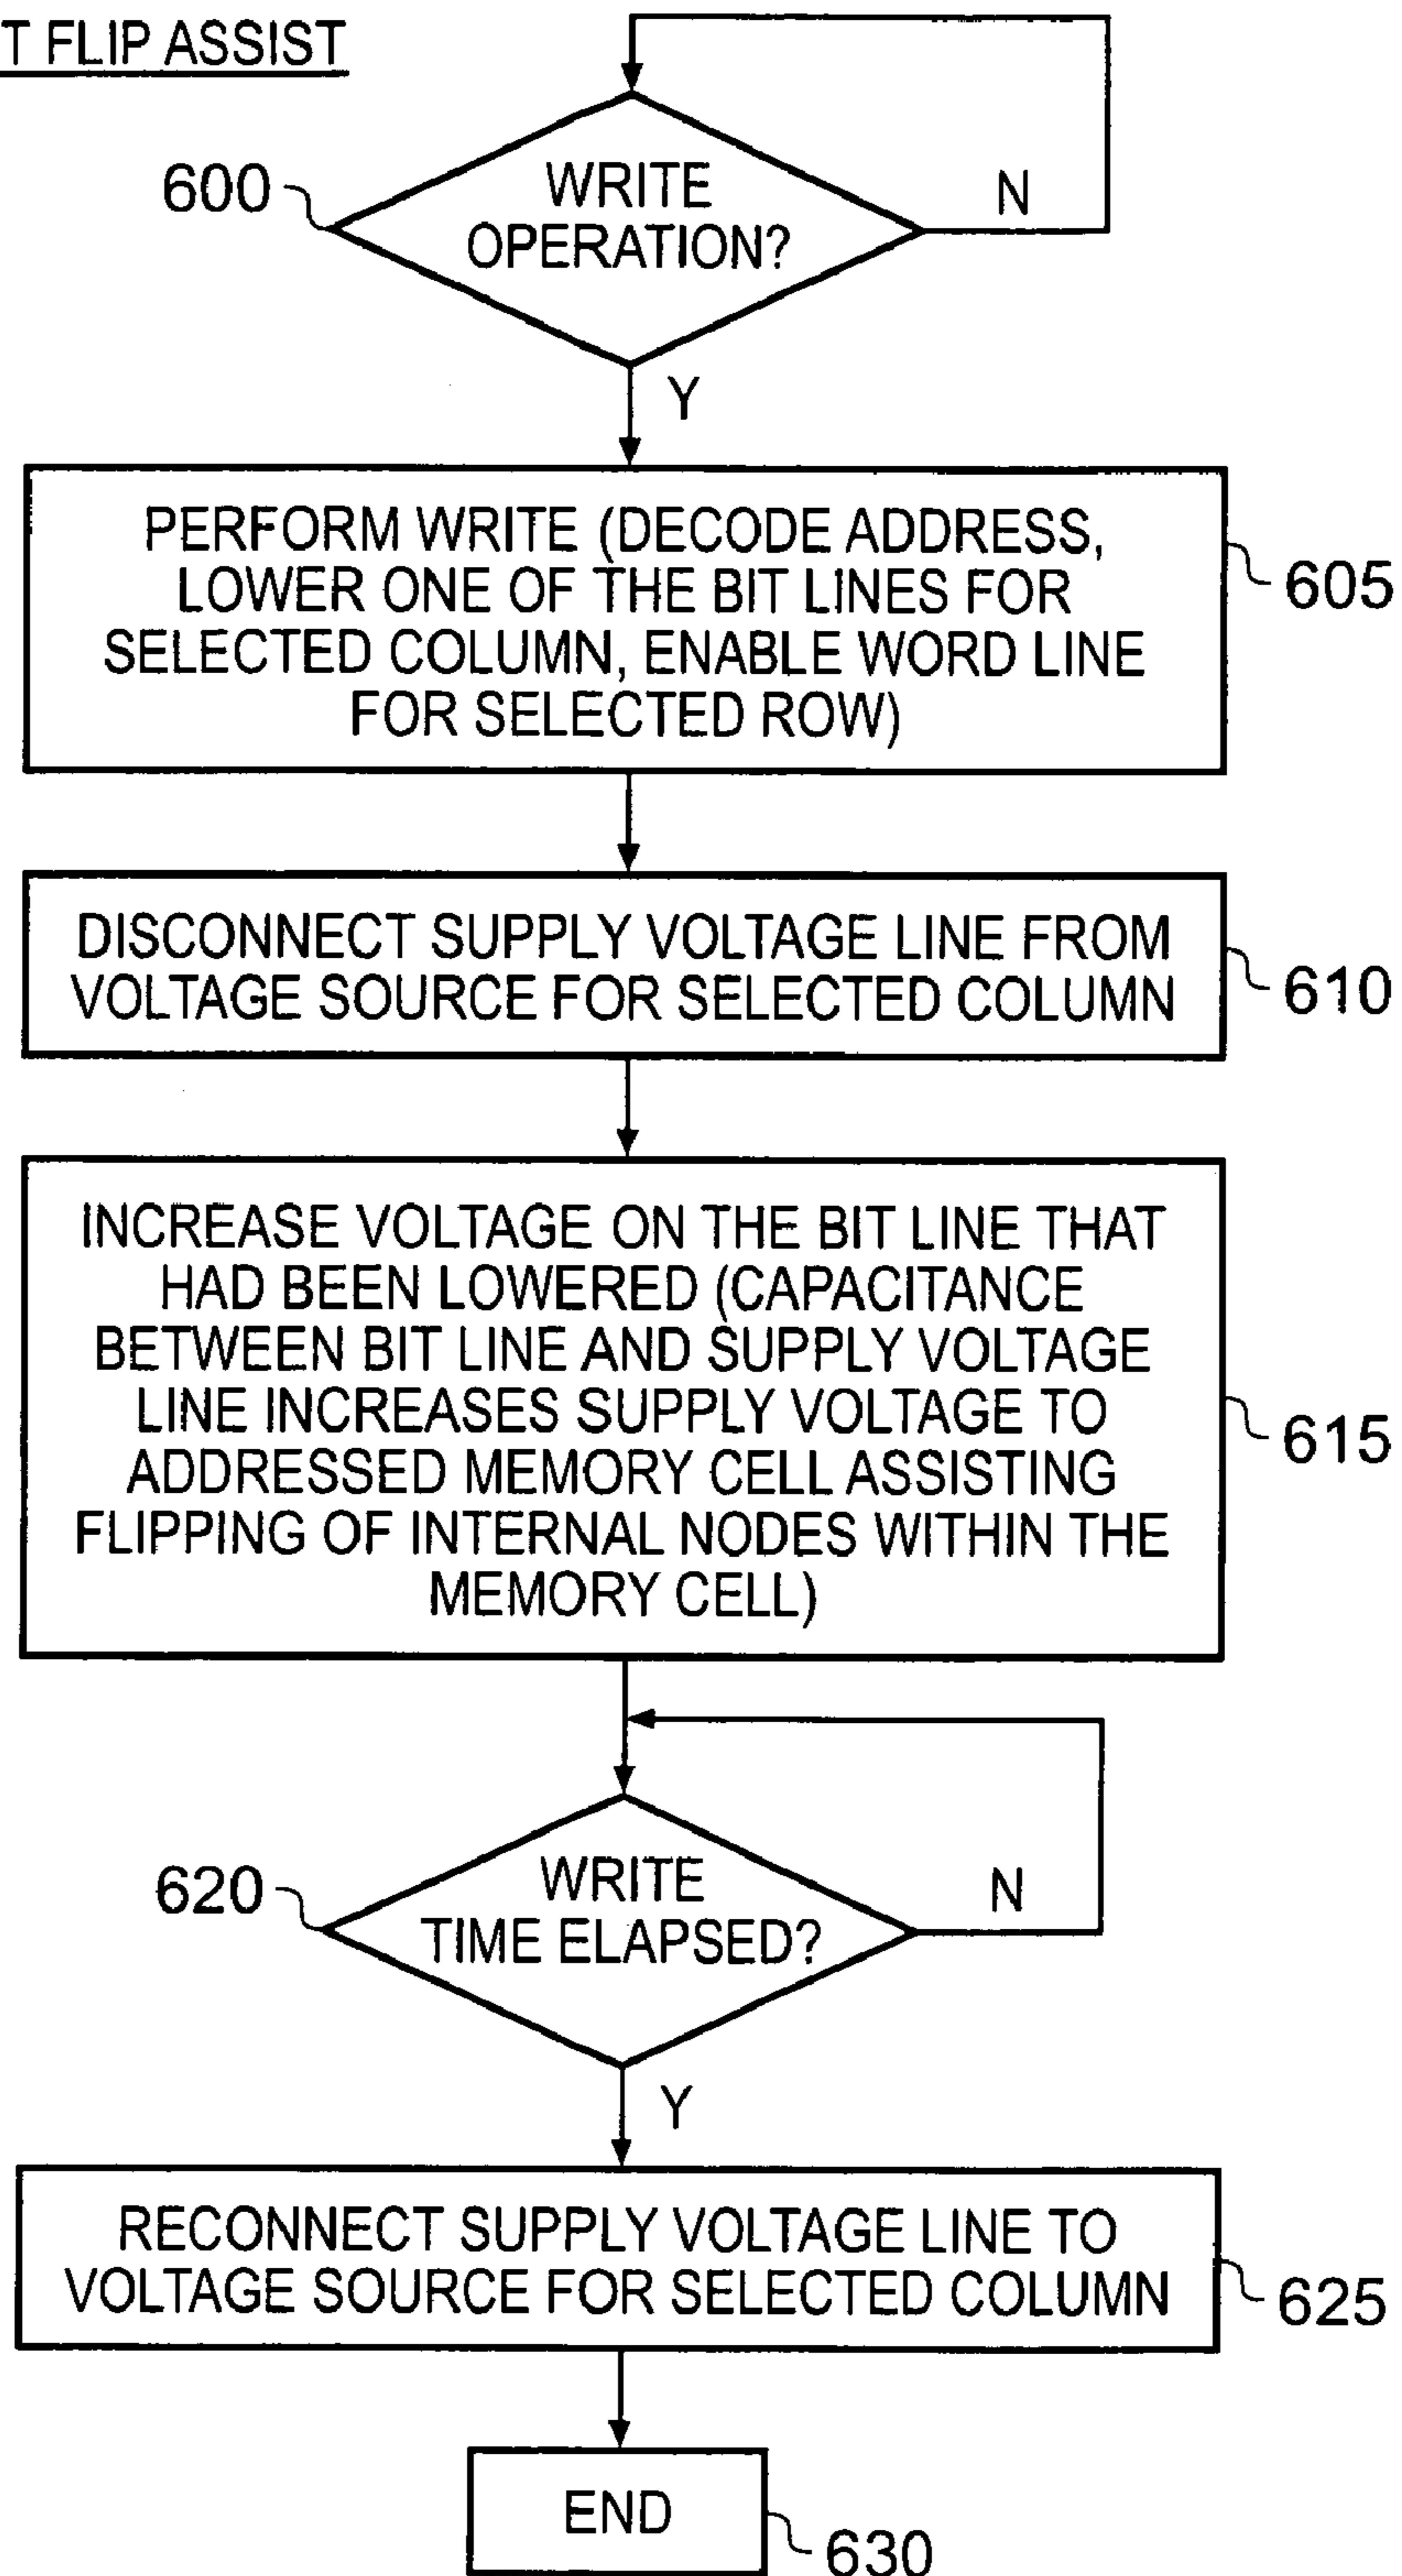 T FLIP ASSIST
600
WRITE
OPERATION?
N
Y
PERFORM WRITE (DECODE ADDRESS,
LOWER ONE OF THE BIT LINES FOR
SELECTED COLUMN, ENABLE WORD LINE
FOR SELECTED ROW)
605
DISCONNECT SUPPLY VOLTAGE LINE FROM
VOLTAGE SOURCE FOR SELECTED COLUMN
610
INCREASE VOLTAGE ON THE BIT LINE THAT
HAD BEEN LOWERED (CAPACITANCE
BETWEEN BIT LINE AND SUPPLY VOLTAGE
LINE INCREASES SUPPLY VOLTAGE TO
ADDRESSED MEMORY CELL ASSISTING
FLIPPING OF INTERNAL NODES WITHIN THE
MEMORY CELL)
615
620
WRITE
TIME ELAPSED?
N
Y
RECONNECT SUPPLY VOLTAGE LINE TO
VOLTAGE SOURCE FOR SELECTED COLUMN
625
END
630